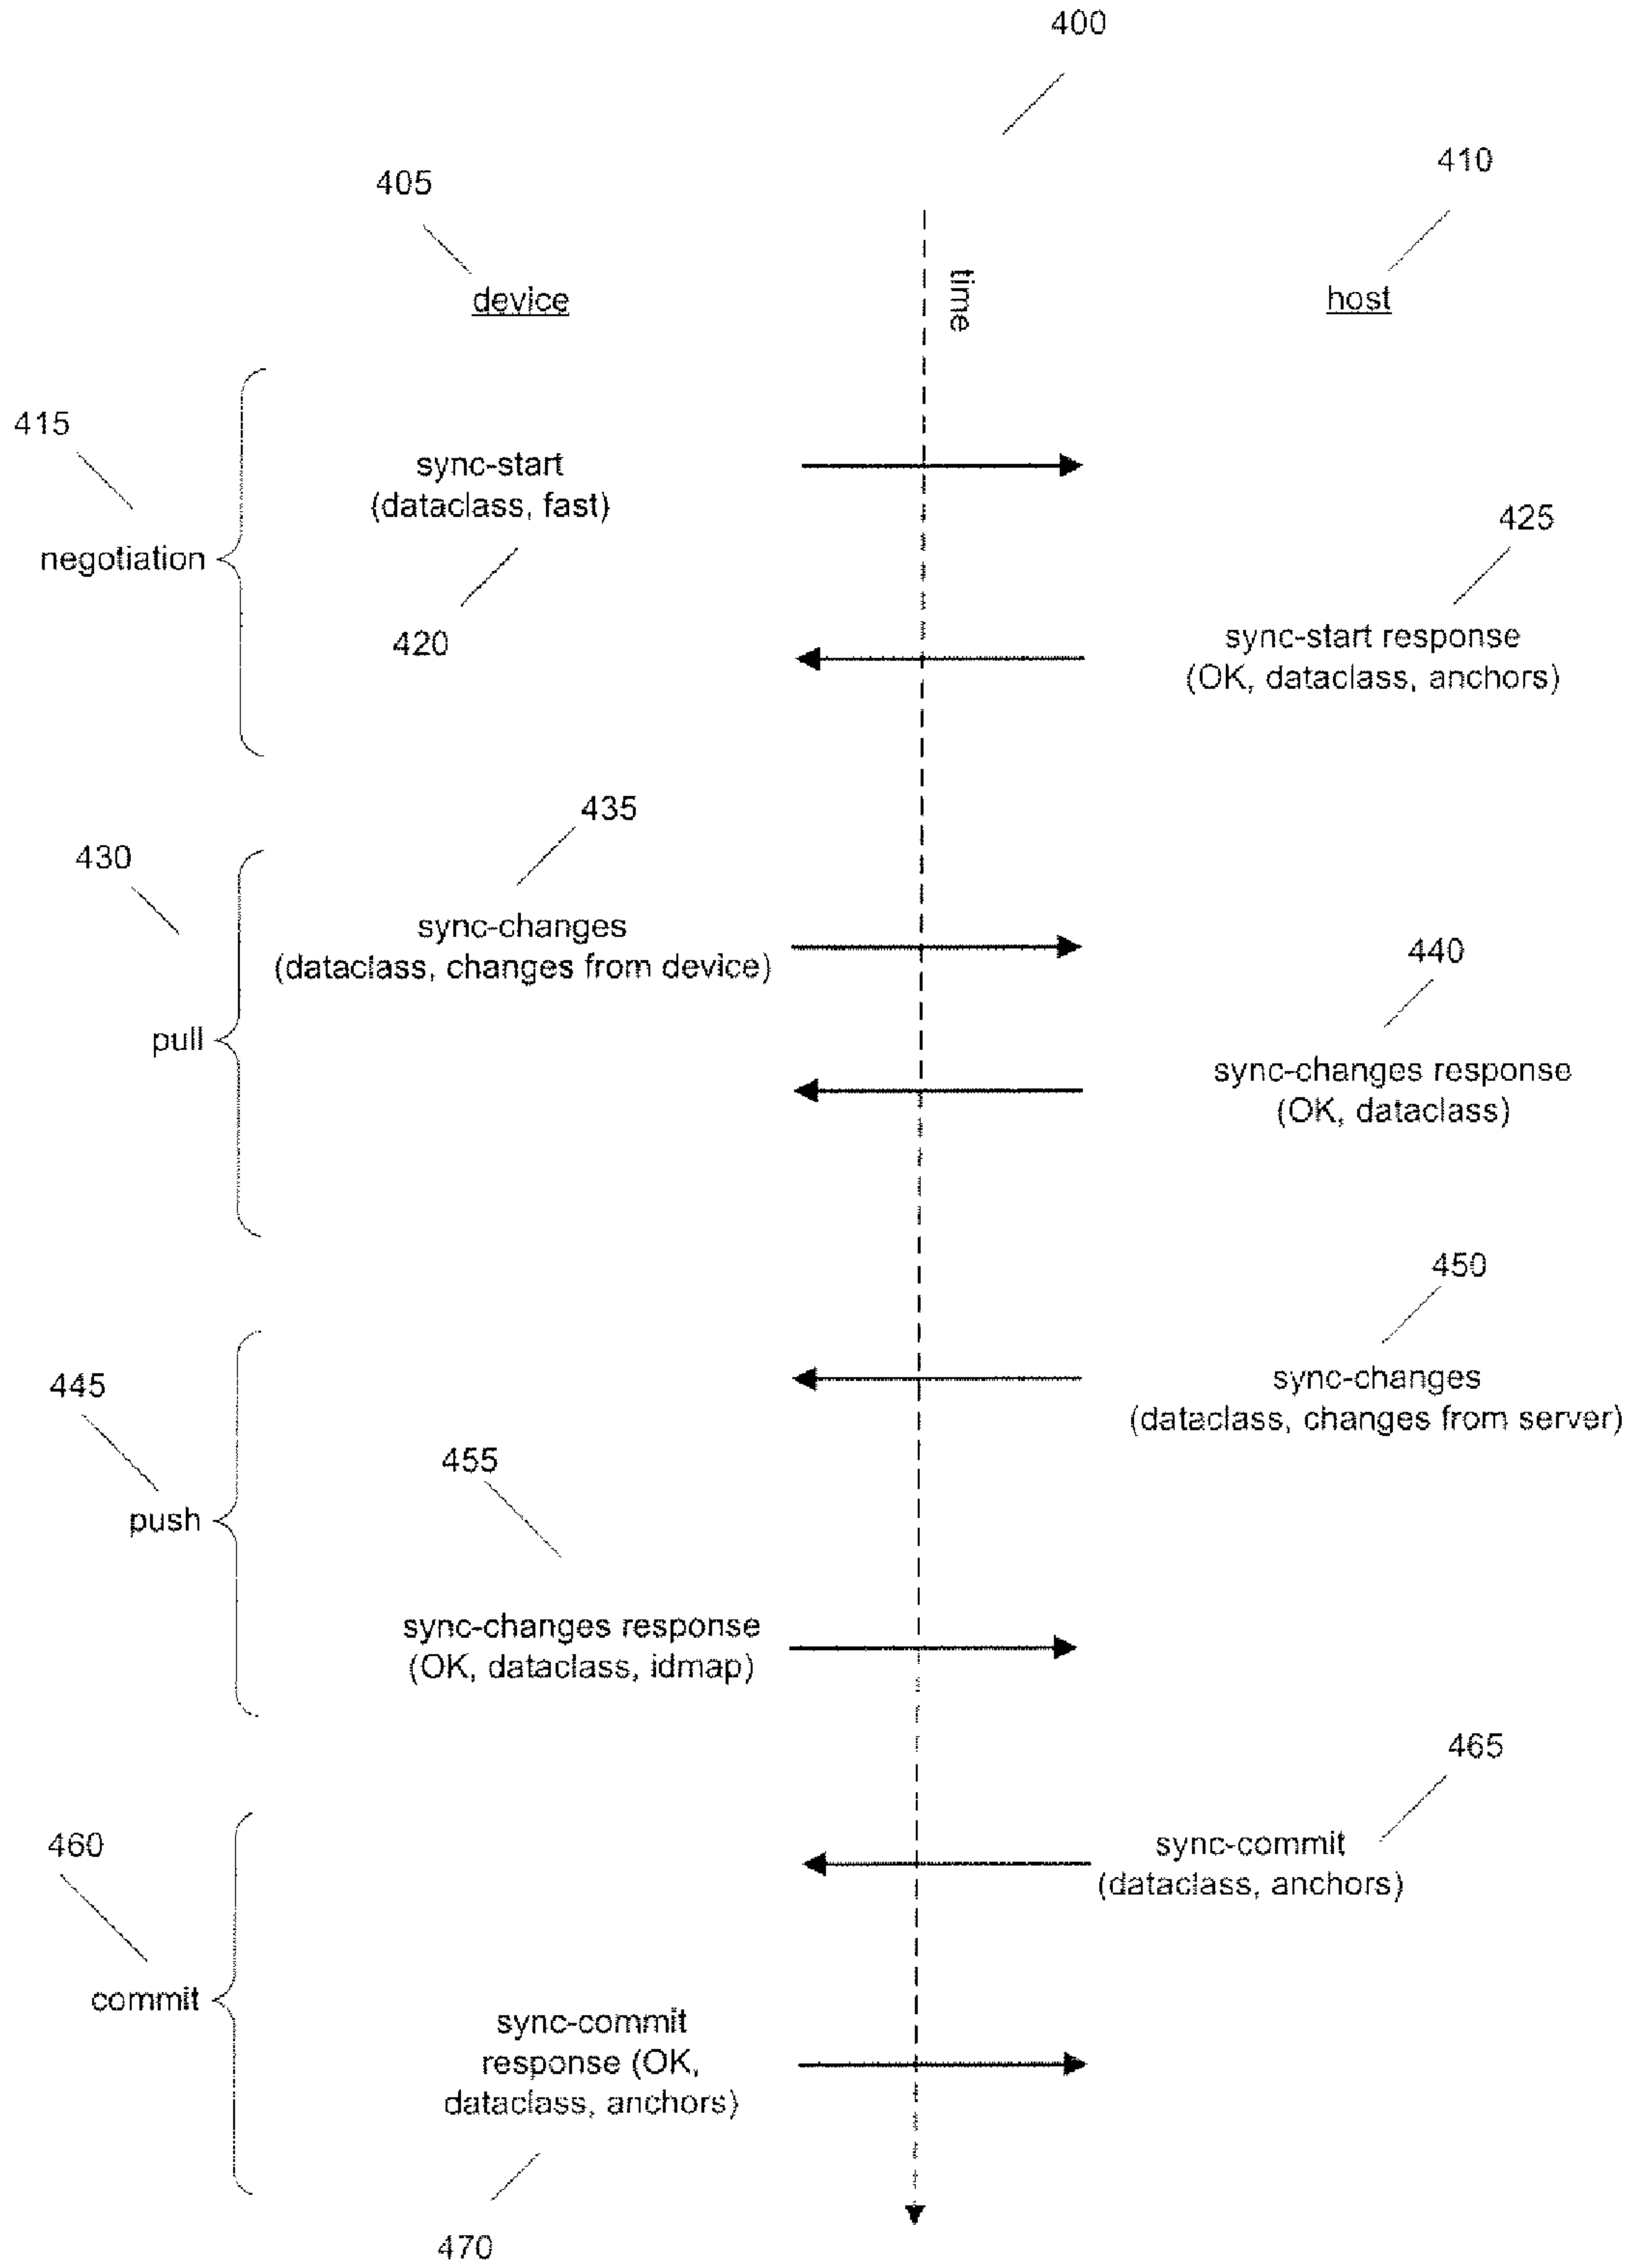 400
410
405
time
device
host
415
sync-start
(dataclass, fast)
425
negotiation
420
sync-start response
(OK, dataclass, anchors)
435
430
sync-changes
(dataclass, changes from device)
440
pull
sync-changes response
(OK, dataclass)
450
445
sync-changes
(dataclass, changes from server)
455
push
sync-changes response
(OK, dataclass, idmap)
465
460
sync-commit
(dataclass, anchors)
commit
sync-commit
response (OK,
dataclass, anchors)
470